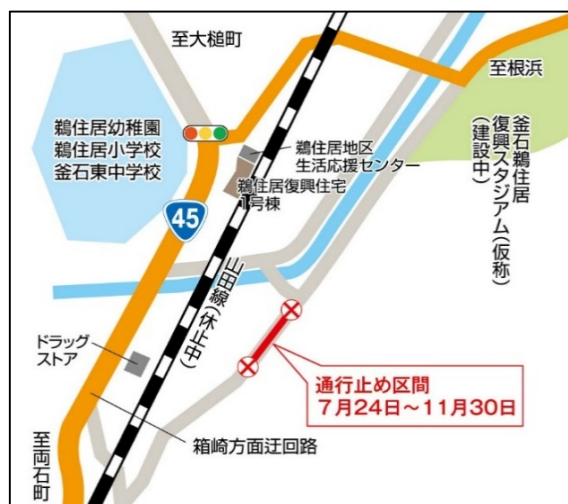 至大槌町
至根浜
鵜住居幼稚園
鵜住居小学校
釜石東中学校
鵜住居地区
生活応援センター
鵜住居復興住宅
1号棟
釜石鵜住居
復興スタジアム(仮称)
(建設中)
45
山田線(休止中)
ドラッグ
ストア
通行止め区間
7月24日～11月30日
箱崎方面迂回路
至両石町